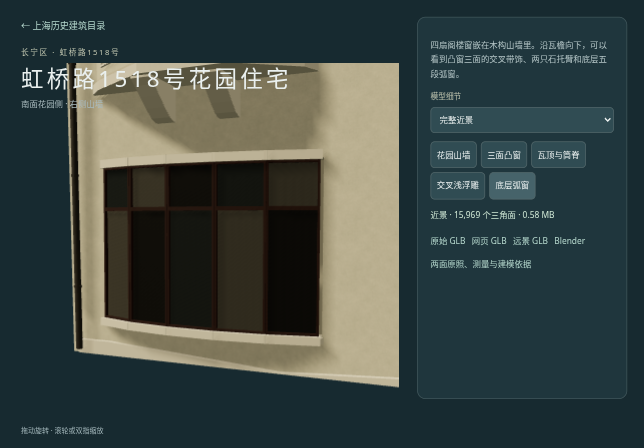 ← 上海历史建筑目录
长宁区 · 虹桥路1518号
虹桥路1518号花园住宅
南面花园侧 · 石
四扇阁楼窗嵌在木构山墙里。沿瓦檐向下，可以
看到凸窗三面的交叉带饰、两只石托臂和底层五
段弧窗。
模型细节
完整近景
花园山墙 三面凸窗 瓦顶与筒脊
交叉浅浮雕 底层弧窗
近景 · 15,969 个三角面 · 0.58 MB
原始 GLB 网页 GLB 远景 GLB Blender
两面原照、测量与建模依据
拖动旋转 · 滚轮或双指缩放